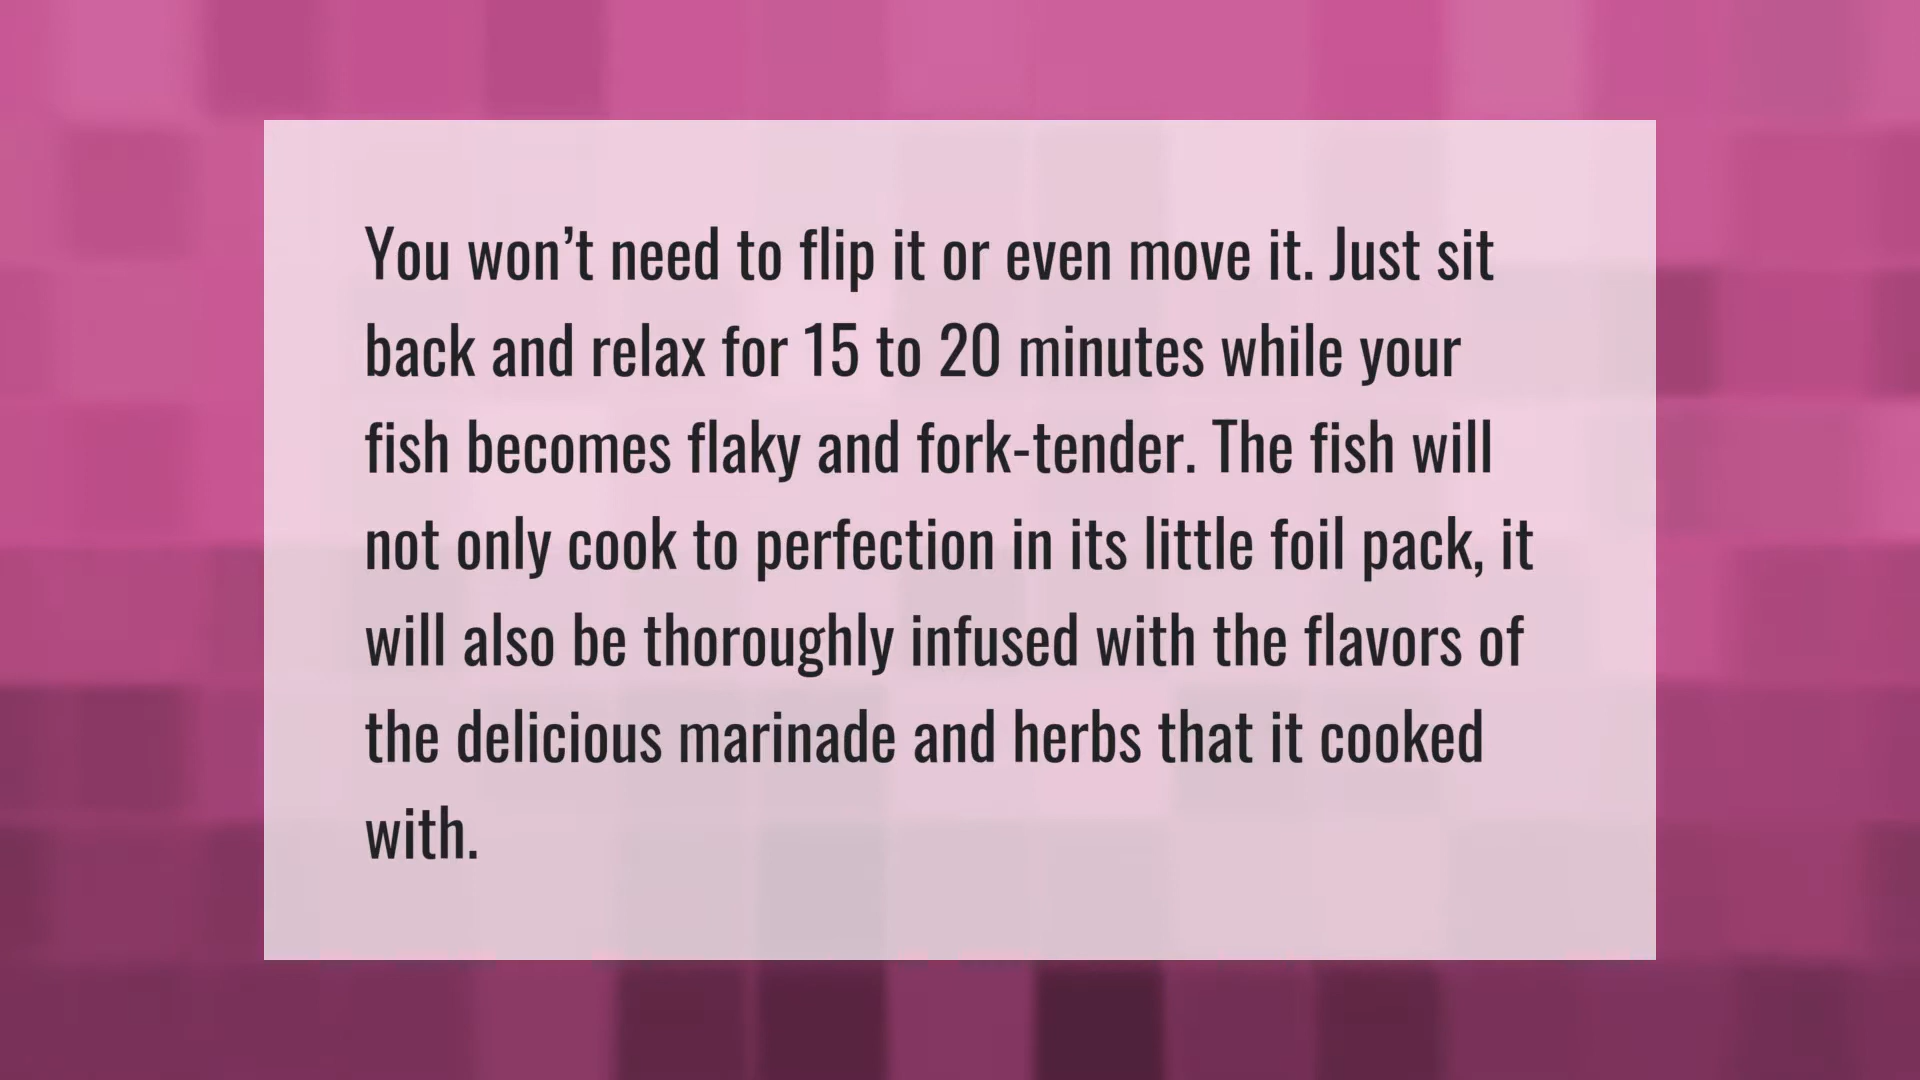 You won’t need to flip it or even move it. Just sit
back and relax for 15 to 20 minutes while your
fish becomes flaky and fork-tender. The fish will
not only cook to perfection in its little foil pack, it
will also be thoroughly infused with the flavors of
the delicious marinade and herbs that it cooked
with.